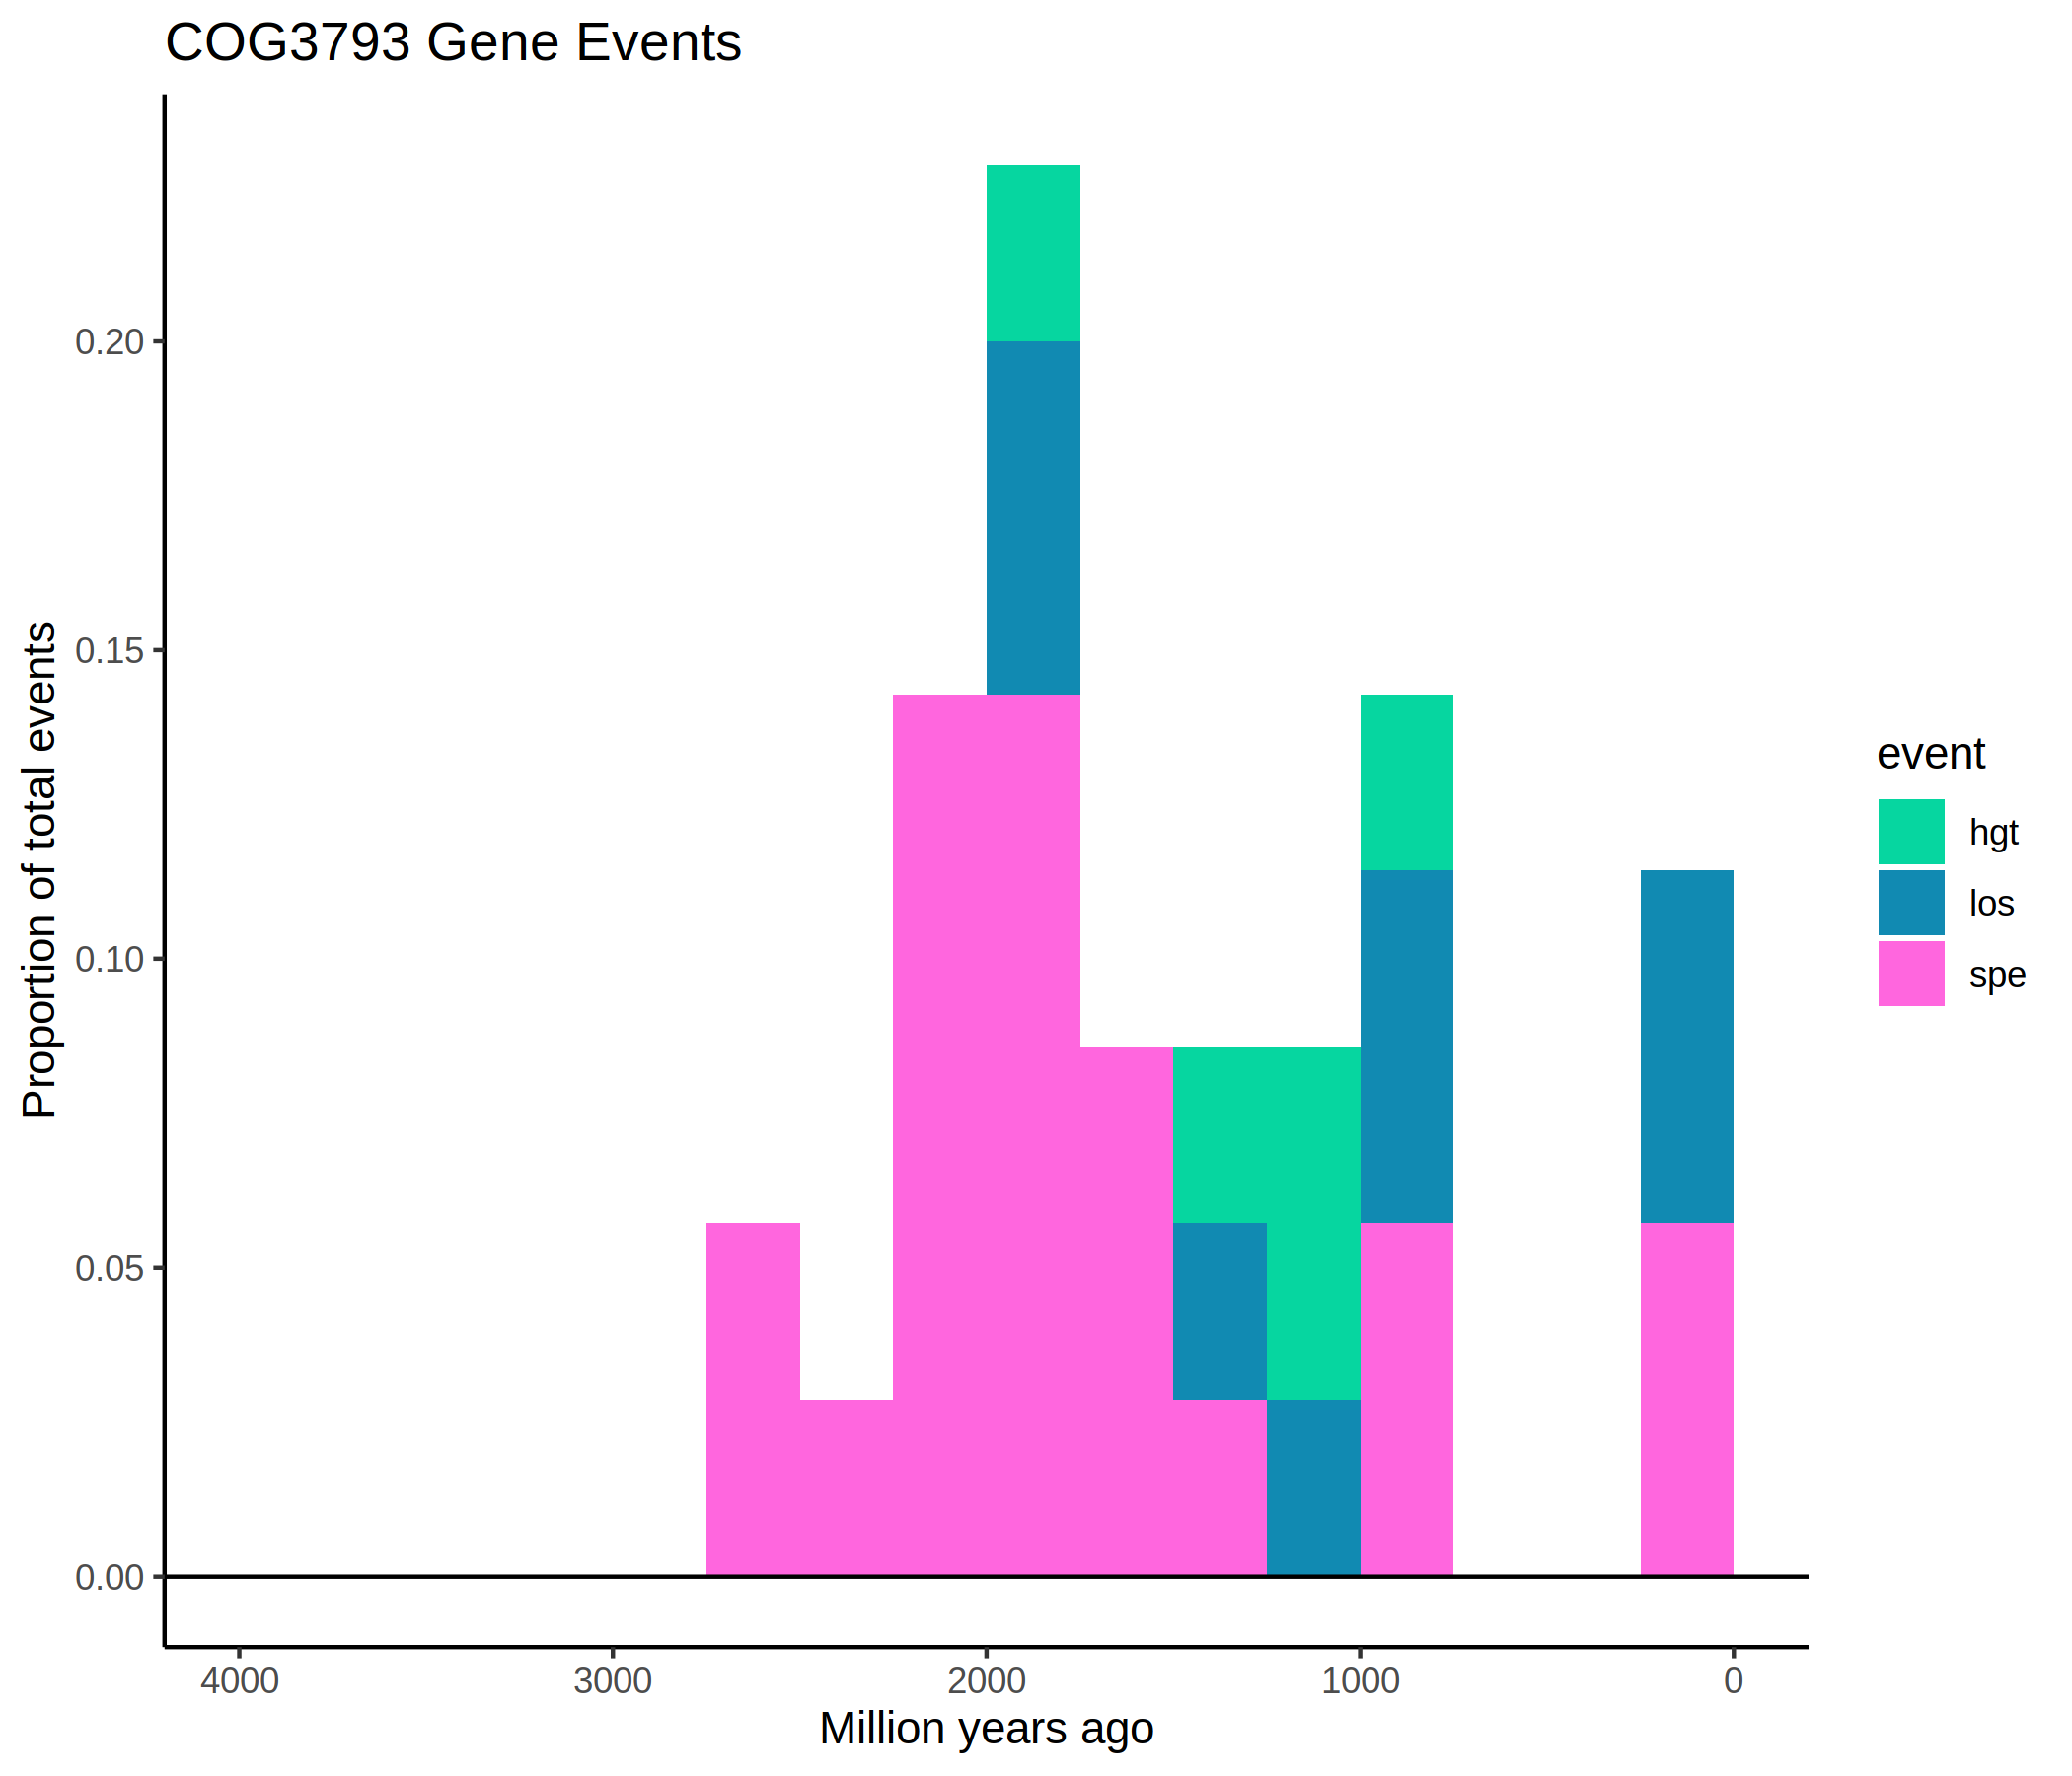 COG3793 Gene Events
Proportion of total events
0.20
0.15
0.10
0.05
0.00
4000 3000 2000 1000 0
Million years ago
event
hgt
los
spe